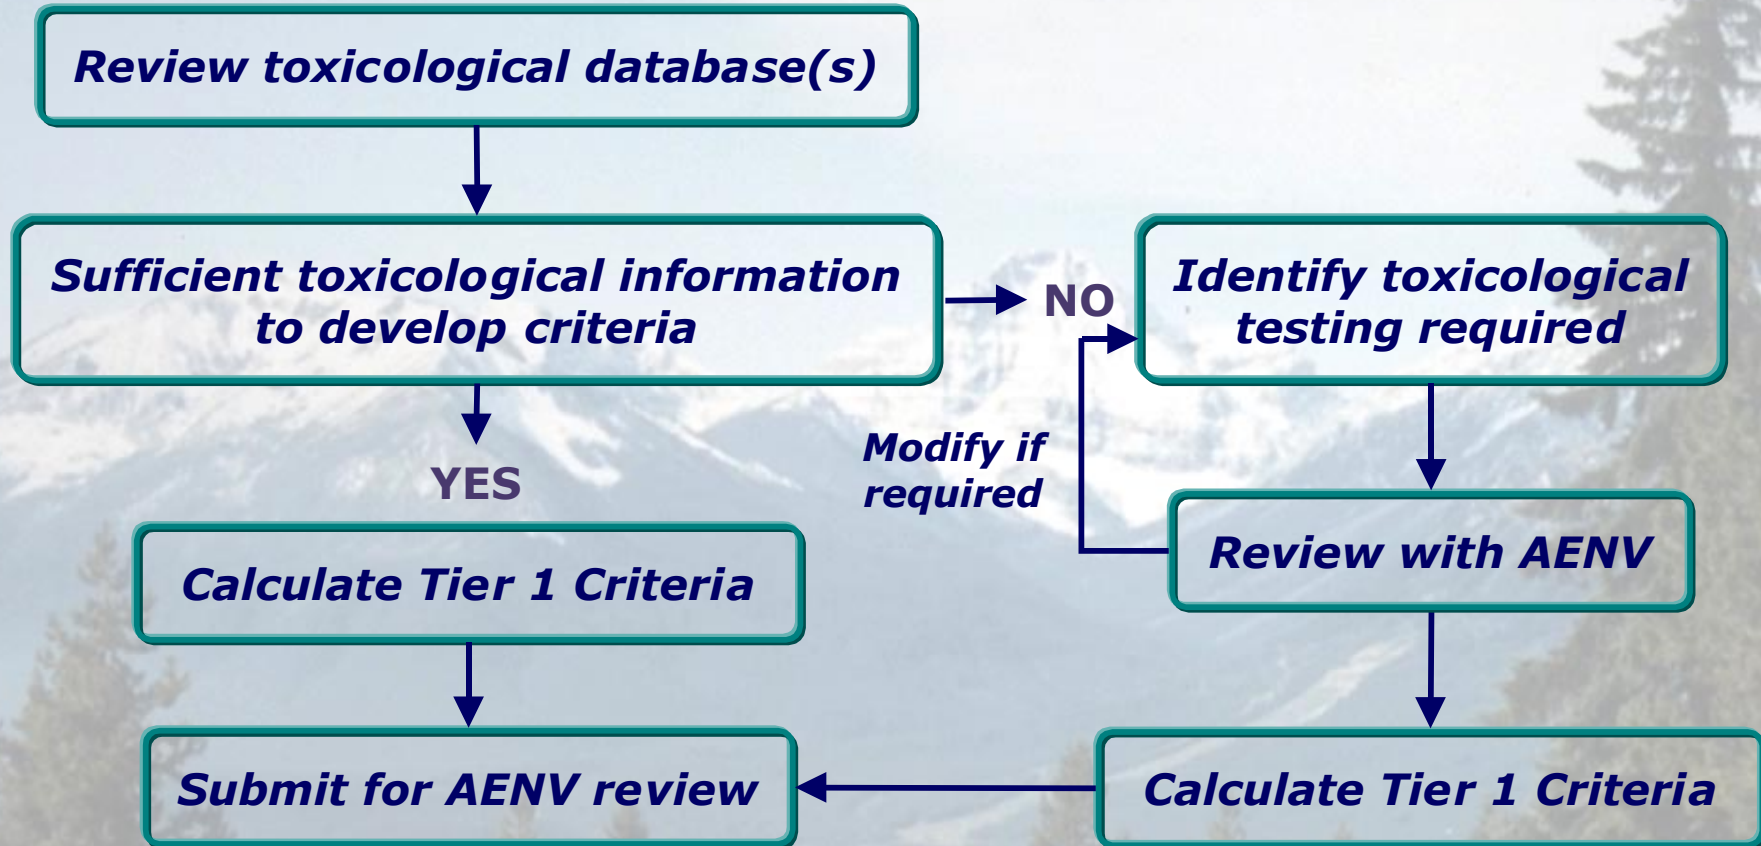 Review toxicological database(s)
Sufficient toxicological information
to develop criteria
NO
Identify toxicological
testing required
Modify if
required
YES
Review with AENV
Calculate Tier 1 Criteria
Submit for AENV review
Calculate Tier 1 Criteria